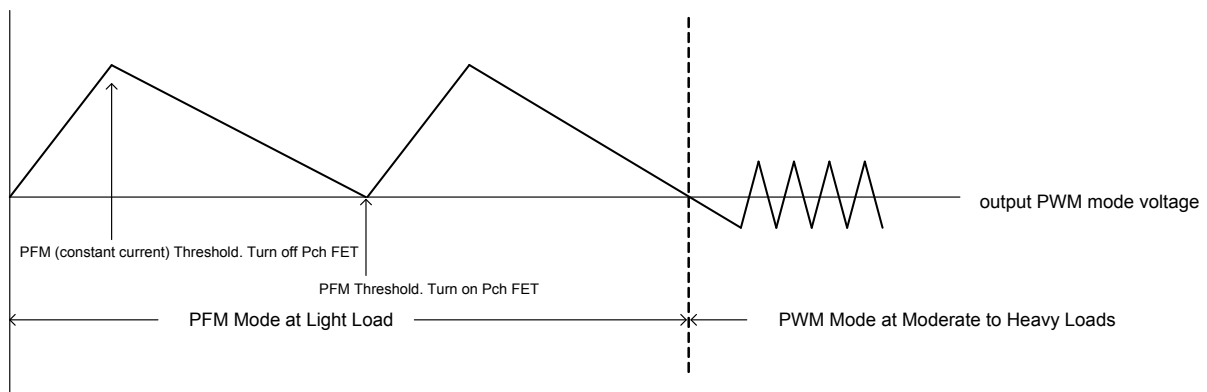 output PWM mode voltage
PFM (constant current) Threshold. Turn off Pch FET
PFM Threshold. Turn on Pch FET
PFM Mode at Light Load
PWM Mode at Moderate to Heavy Loads